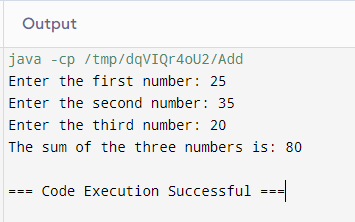 Output
java -cp /tmp/dqVIQr4oU2/Add
Enter the first number: 25
Enter the second number: 35
Enter the third number: 20
The sum of the three numbers is: 80
=== Code Execution Successful ===